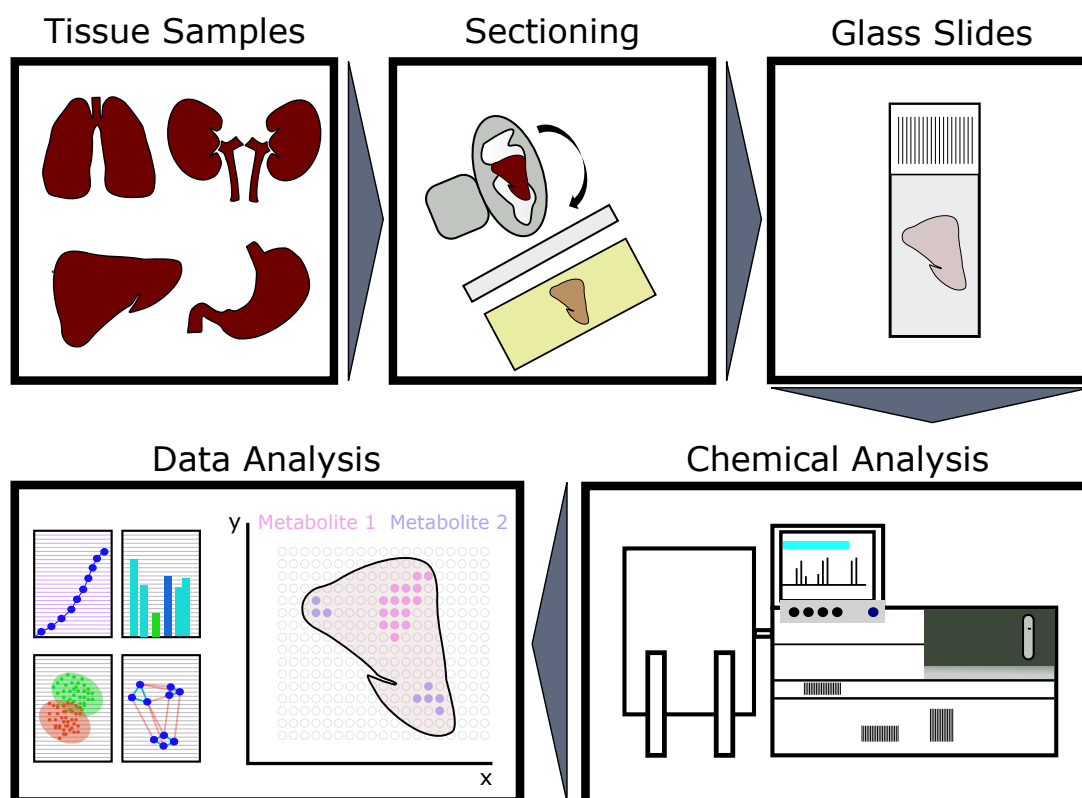 Tissue Samples
Sectioning
Glass Slides
Data Analysis
Chemical Analysis
y
Metabolite 1
Metabolite 2
x